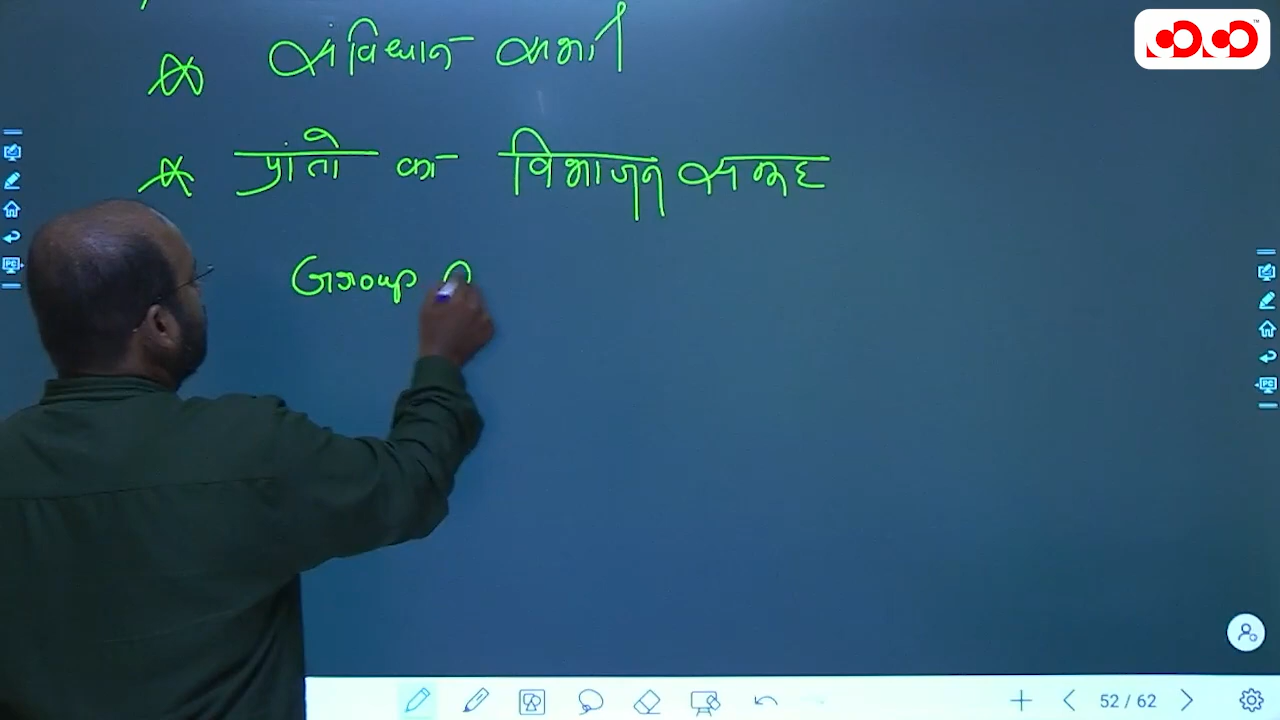 * संविधान सभा
* प्रांतो का विभाजन समूह
Group
52 / 62